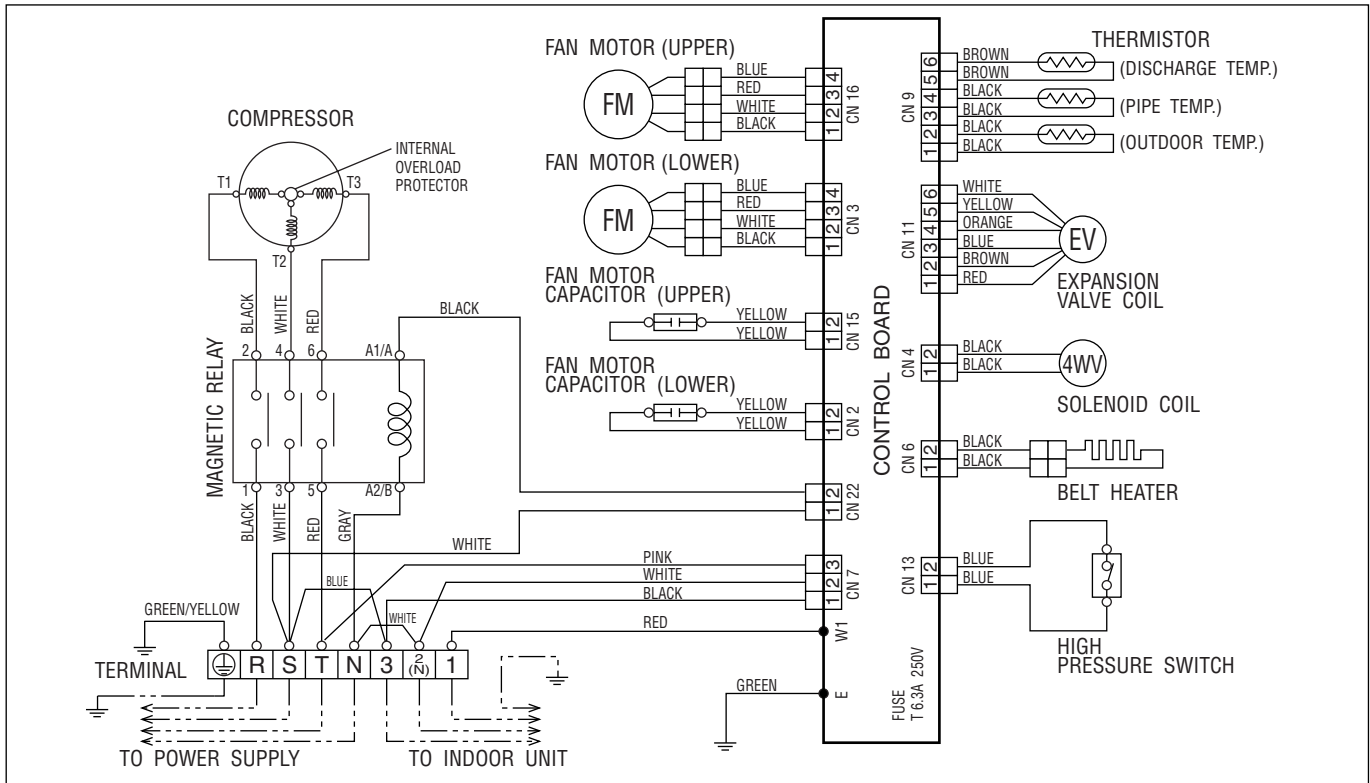 COMPRESSOR
INTERNAL
OVERLOAD
PROTECTOR
T1
T3
T2
BLACK
WHITE
RED
MAGNETIC RELAY
2
4
6
A1/A
BLACK
1
3
5
A2/B
BLACK
WHITE
RED
GRAY
WHITE
BLUE
WHITE
GREEN/YELLOW
TERMINAL
R
S
T
N
3
2
(N)
1
TO POWER SUPPLY
TO INDOOR UNIT
FAN MOTOR (UPPER)
FM
BLUE
RED
WHITE
BLACK
4
3
2
1
CN 16
FAN MOTOR (LOWER)
FM
BLUE
RED
WHITE
BLACK
4
3
2
1
CN 3
FAN MOTOR
CAPACITOR (UPPER)
YELLOW
YELLOW
2
1
CN 15
FAN MOTOR
CAPACITOR (LOWER)
YELLOW
YELLOW
2
1
CN 2
2
1
CN 22
PINK
WHITE
BLACK
3
2
1
CN 7
RED
W1
GREEN
E
CONTROL BOARD
FUSE
T 6.3A 250V
THERMISTOR
CN 9
6
5
4
3
2
1
BROWN
BROWN
BLACK
BLACK
BLACK
BLACK
(DISCHARGE TEMP.)
(PIPE TEMP.)
(OUTDOOR TEMP.)
CN 11
6
5
4
3
2
1
WHITE
YELLOW
ORANGE
BLUE
BROWN
RED
EV
EXPANSION
VALVE COIL
CN 4
2
1
BLACK
BLACK
4WV
SOLENOID COIL
CN 6
2
1
BLACK
BLACK
BELT HEATER
CN 13
2
1
BLUE
BLUE
HIGH
PRESSURE SWITCH